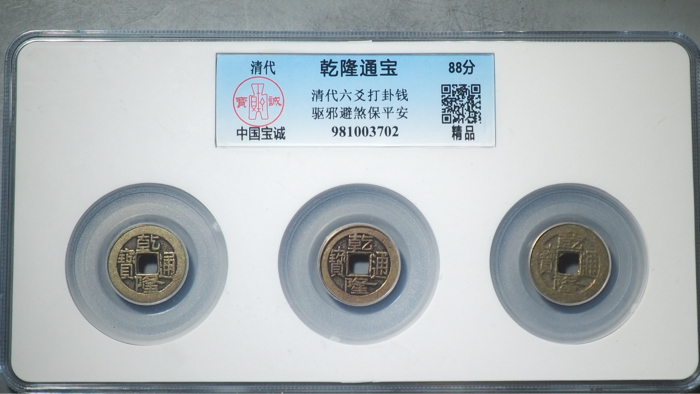 清代
乾隆通宝
88分
寳 誠
清代六爻打卦钱
驱邪避煞保平安
中国宝诚
981003702
精品
乾隆通寶
乾隆通寶
乾隆通寶